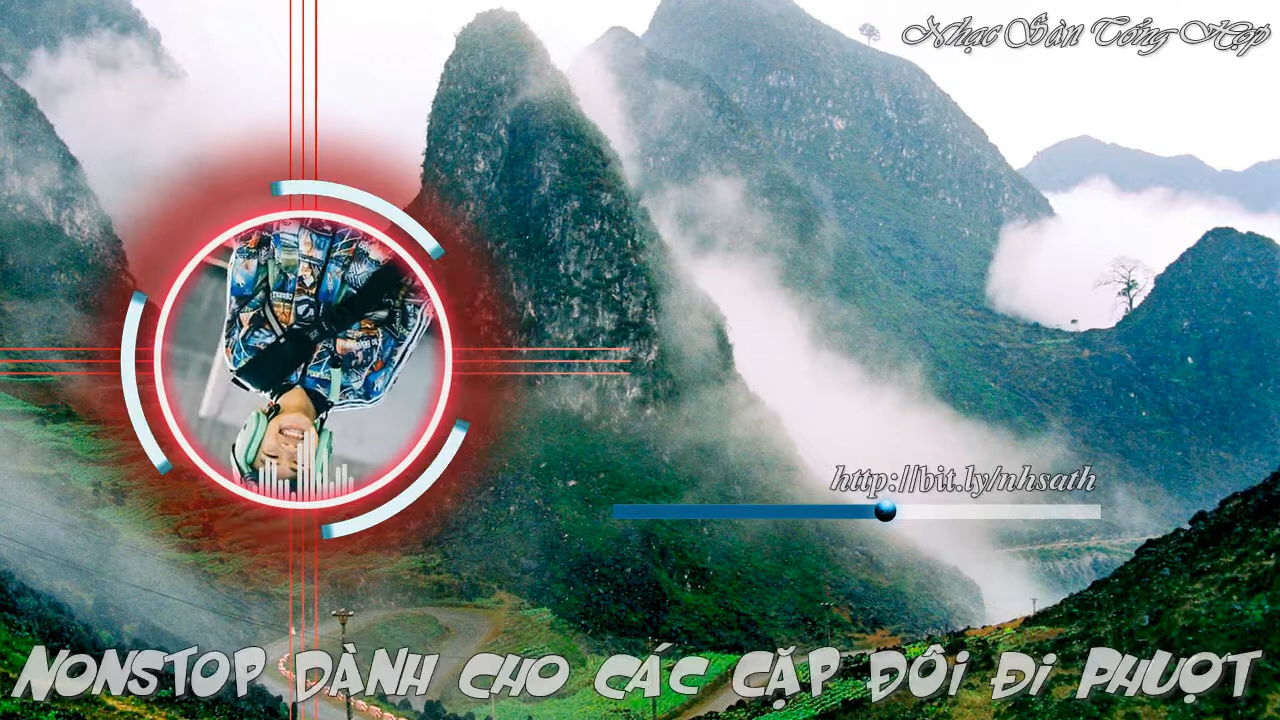 Nhạc Sàn Tổng Hợp
http://bit.ly/nhsath
NONSTOP DÀNH CHO CÁC CẶP ĐÔI ĐI PHƯỢT